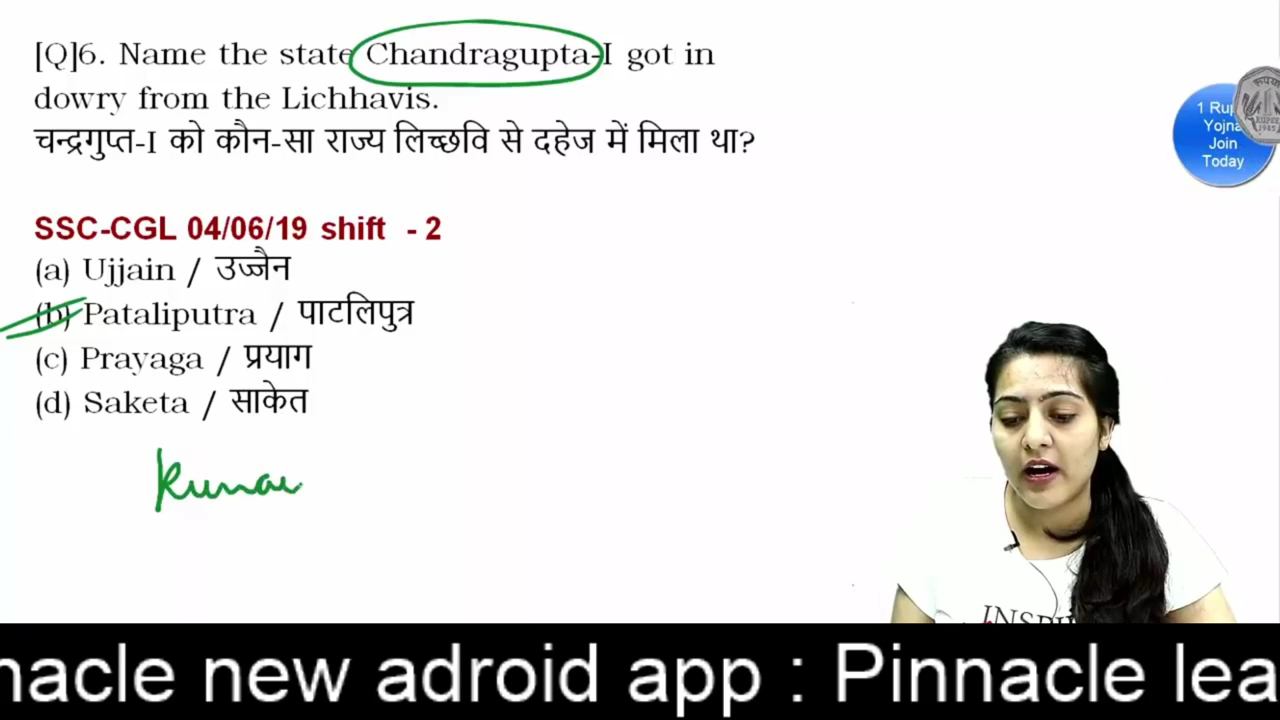 [Q]6. Name the state Chandragupta-I got in
dowry from the Lichhavis.
चन्द्रगुप्त-I को कौन-सा राज्य लिच्छवि से दहेज में मिला था?
SSC-CGL 04/06/19 shift - 2
(a) Ujjain / उज्जैन
(b) Pataliputra / पाटलिपुत्र
(c) Prayaga / प्रयाग
(d) Saketa / साकेत
1 Rup
Yojna
Join
Today
nacle new adroid app : Pinnacle lea